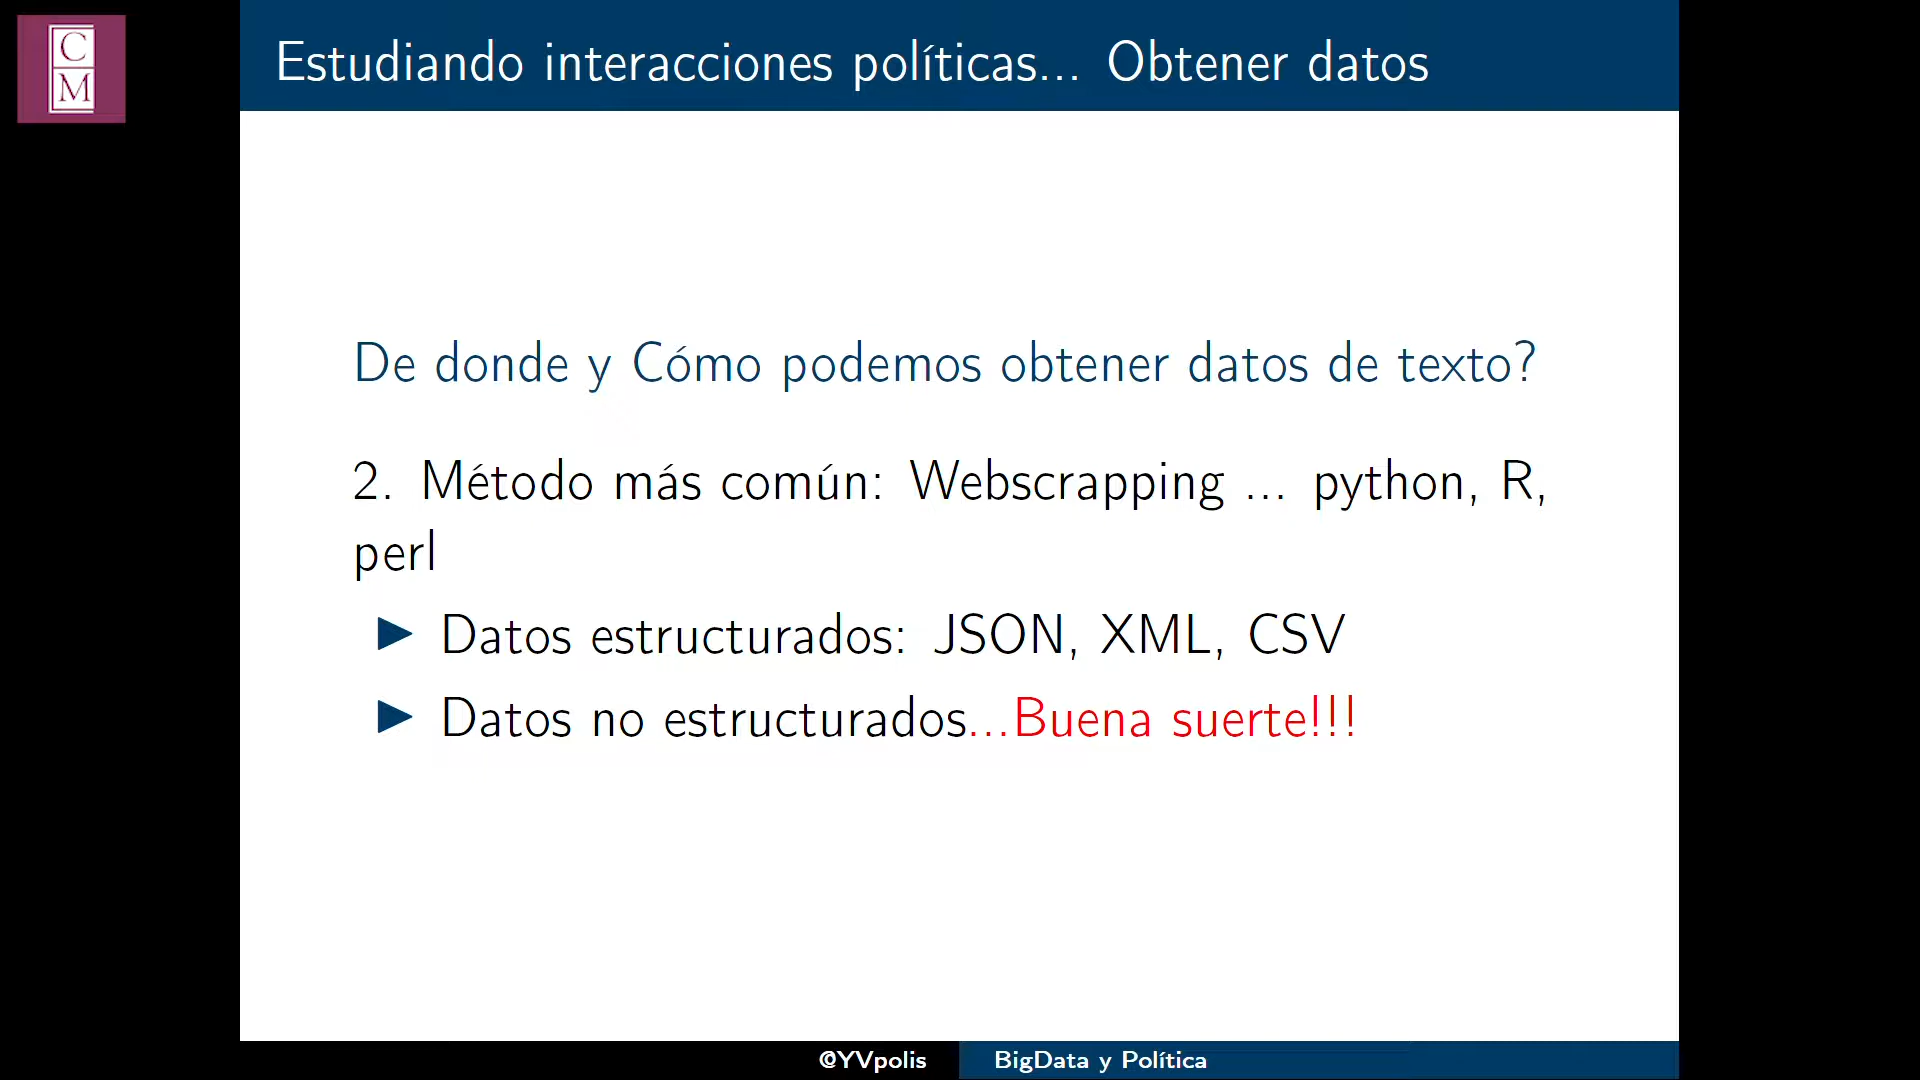 C
M
Estudiando interacciones políticas... Obtener datos
De donde y Cómo podemos obtener datos de texto?
2. Método más común: Webscrapping ... python, R,
perl
Datos estructurados: JSON, XML, CSV
Datos no estructurados...Buena suerte!!!
@YVpolis BigData y Política